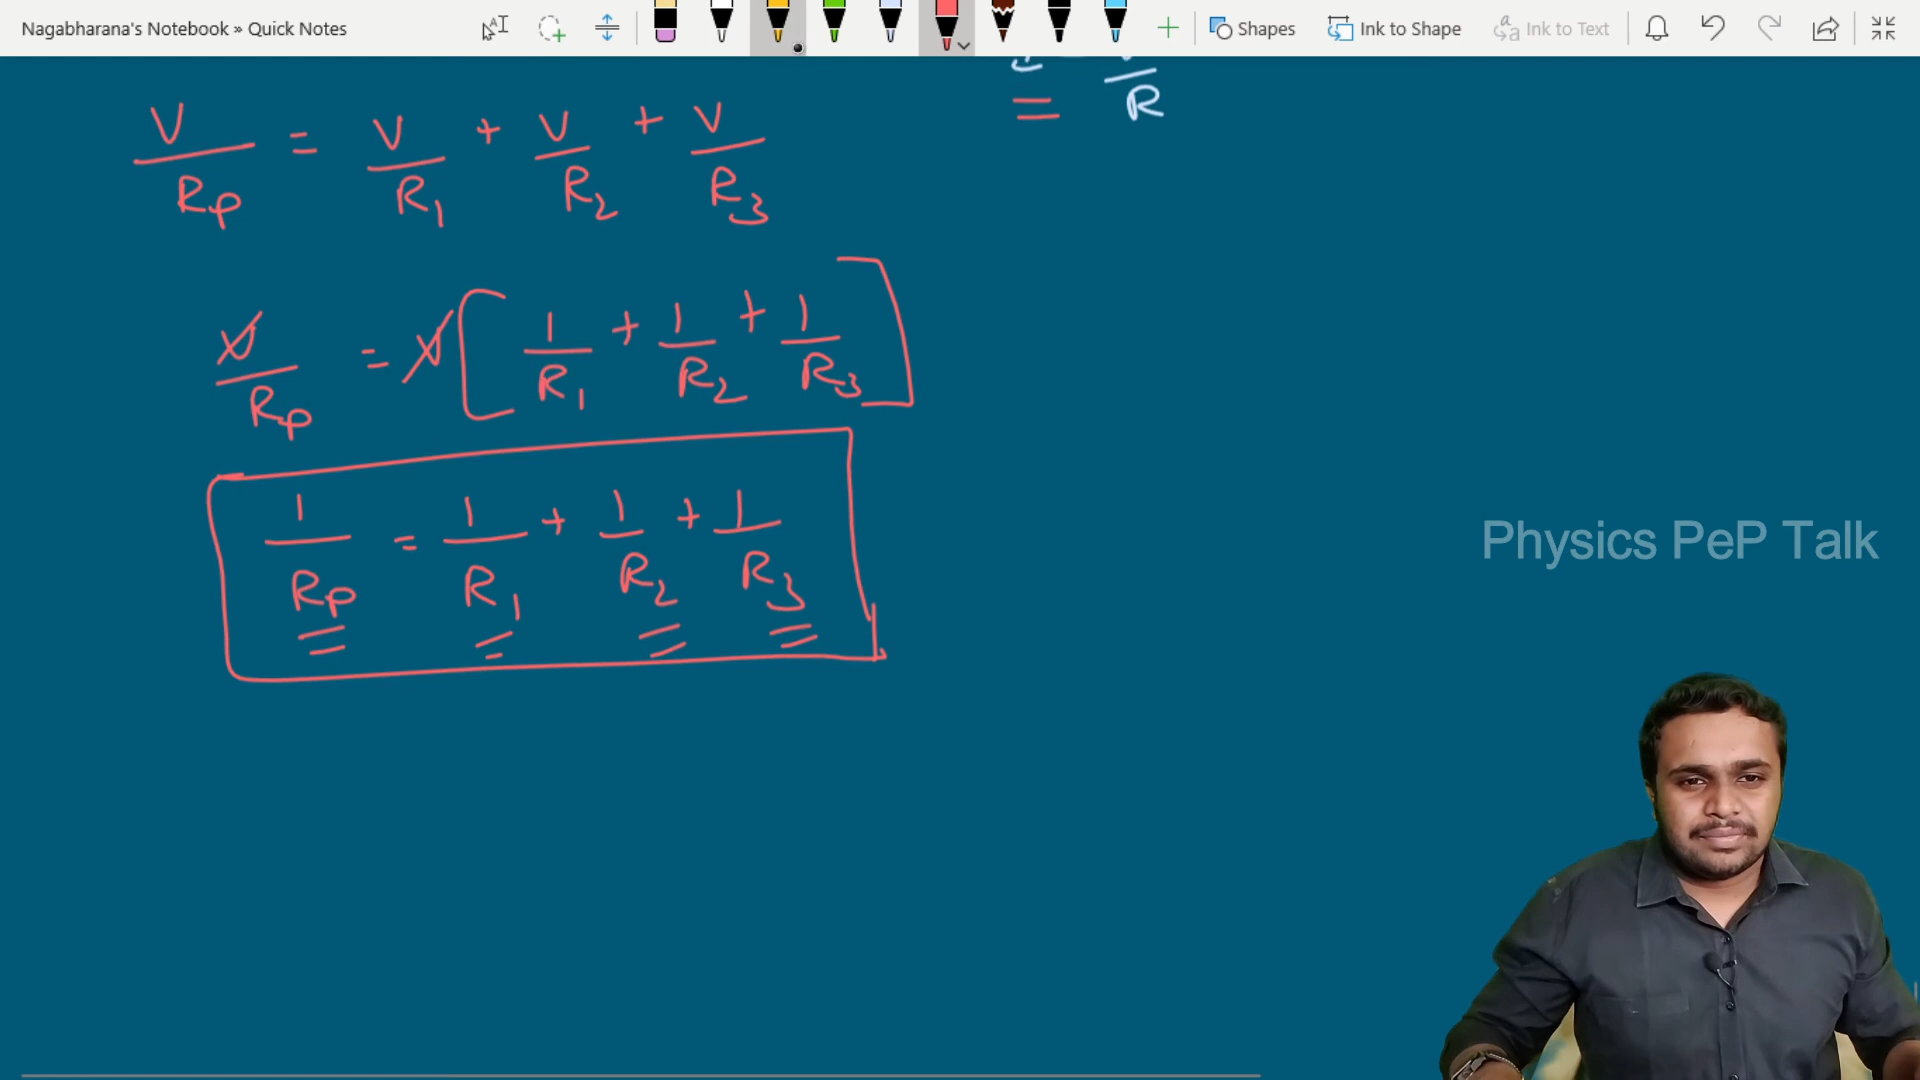 Nagabharana's Notebook » Quick Notes
Shapes
Ink to Shape
Ink to Text
V/Rp = V/R1 + V/R2 + V/R3
R
V/Rp = V[1/R1 + 1/R2 + 1/R3]
1/Rp = 1/R1 + 1/R2 + 1/R3
Physics PeP Talk